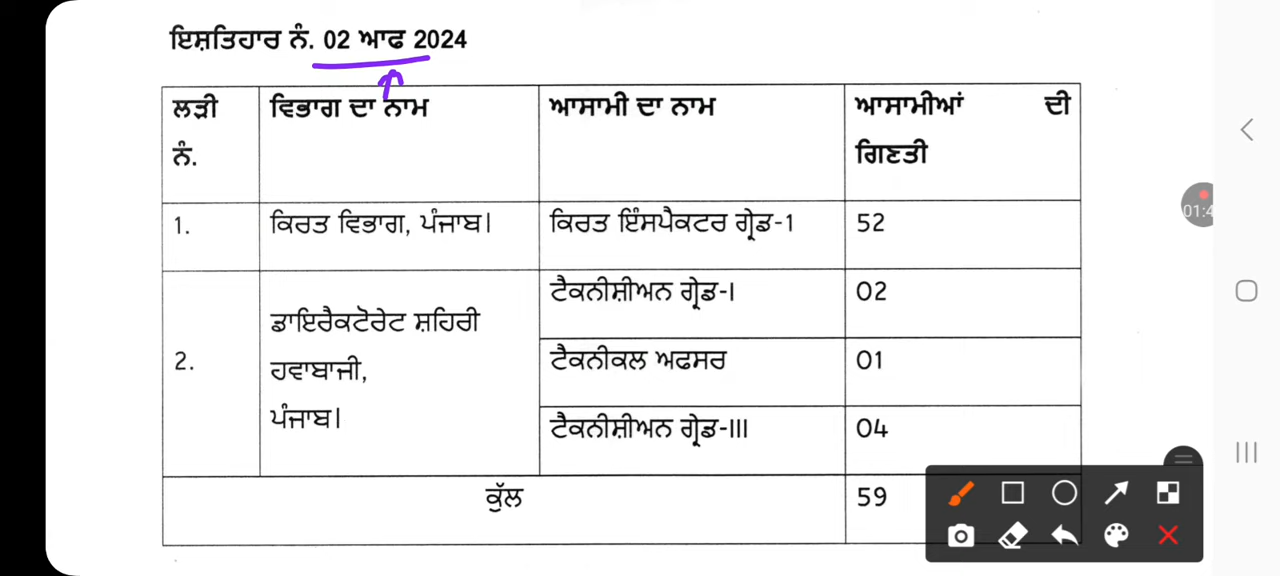 ਇਸ਼ਤਿਹਾਰ ਨੰ. 02 ਆਫ 2024
ਲੜੀ ਨੰ.
ਵਿਭਾਗ ਦਾ ਨਾਮ
ਆਸਾਮੀ ਦਾ ਨਾਮ
ਆਸਾਮੀਆਂ ਦੀ
ਗਿਣਤੀ
1.
ਕਿਰਤ ਵਿਭਾਗ, ਪੰਜਾਬ।
ਕਿਰਤ ਇੰਸਪੈਕਟਰ ਗ੍ਰੇਡ-1
52
2.
ਡਾਇਰੈਕਟੋਰੇਟ ਸ਼ਹਿਰੀ
ਹਵਾਬਾਜੀ,
ਪੰਜਾਬ।
ਟੈਕਨੀਸ਼ੀਅਨ ਗ੍ਰੇਡ-I
02
ਟੈਕਨੀਕਲ ਅਫਸਰ
01
ਟੈਕਨੀਸ਼ੀਅਨ ਗ੍ਰੇਡ-III
04
ਕੁੱਲ
59